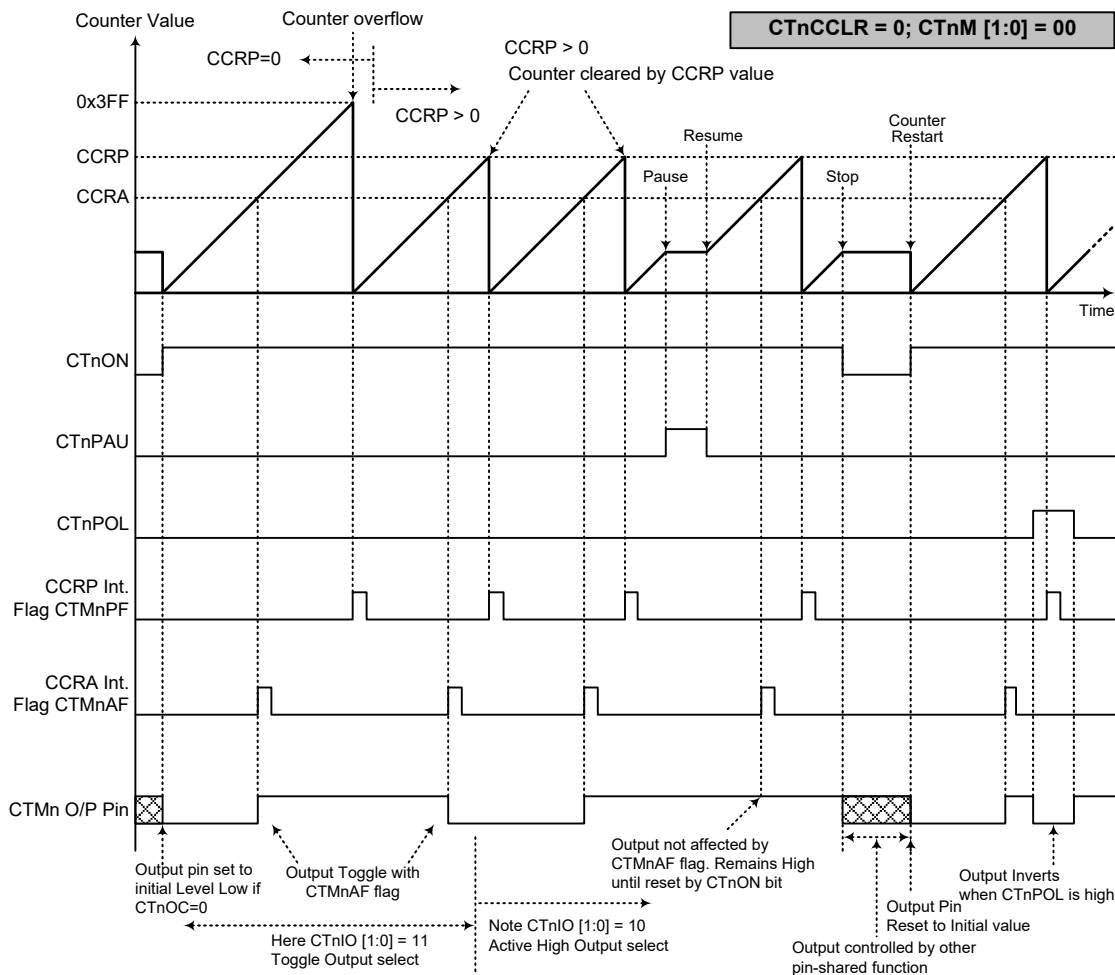 Counter Value
Counter overflow
CTnCCLR = 0; CTnM [1:0] = 00
CCRP=0
CCRP > 0
CCRP > 0
Counter cleared by CCRP value
0x3FF
CCRP
CCRA
Pause
Resume
Stop
Counter
Restart
Time
CTnON
CTnPAU
CTnPOL
CCRP Int.
Flag CTMnPF
CCRA Int.
Flag CTMnAF
CTMn O/P Pin
Output pin set to
initial Level Low if
CTnOC=0
Output Toggle with
CTMnAF flag
Here CTnIO [1:0] = 11
Toggle Output select
Note CTnIO [1:0] = 10
Active High Output select
Output not affected by
CTMnAF flag. Remains High
until reset by CTnON bit
Output controlled by other
pin-shared function
Output Pin
Reset to Initial value
Output Inverts
when CTnPOL is high